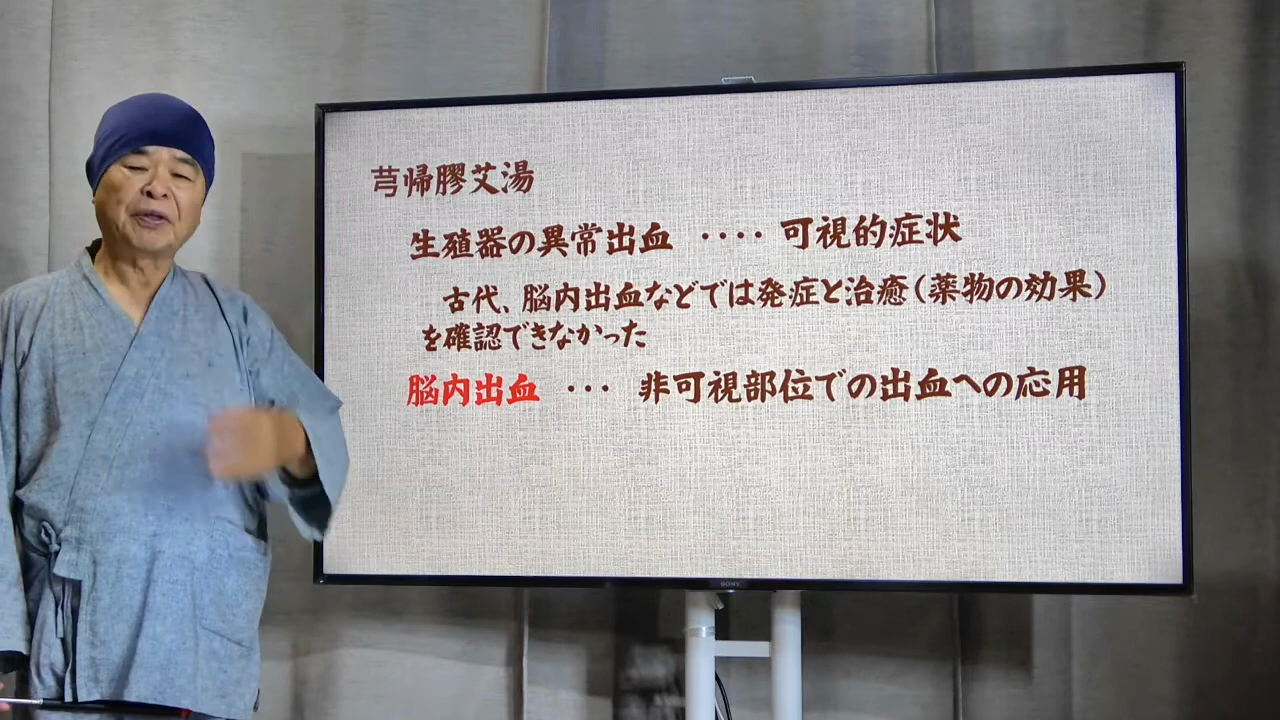 芎帰膠艾湯
生殖器の異常出血 ‥‥ 可視的症状
古代、脳内出血などでは発症と治癒(薬物の効果)
を確認できなかった
脳内出血 ・・・ 非可視部位での出血への応用
SONY